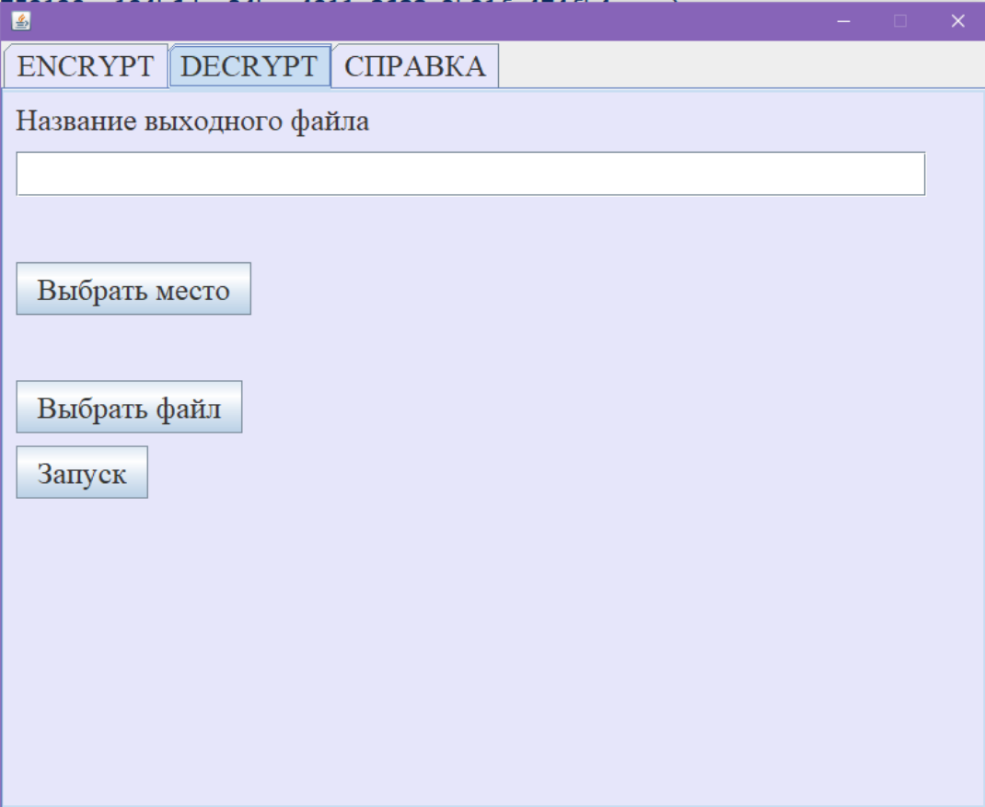 ENCRYPT DECRYPT СПРАВКА
Название выходного файла
Выбрать место
Выбрать файл
Запуск